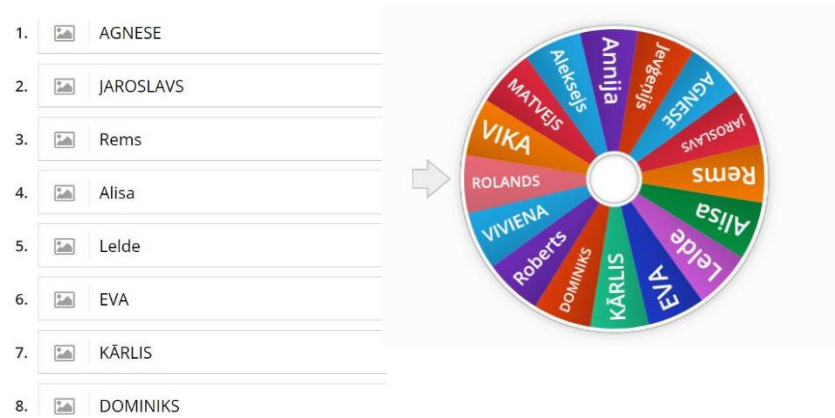 1. AGNESE
2. JAROSLAVS
3. Rems
4. Alisa
5. Lelde
6. EVA
7. KĀRLIS
8. DOMINIKS
Annija
Jevģeņijs
AGNESE
JAROSLAVS
Rems
Alisa
Lelde
EVA
KĀRLIS
DOMINIKS
Roberts
VIVIENA
ROLANDS
VIKA
MATVEJS
Aleksejs